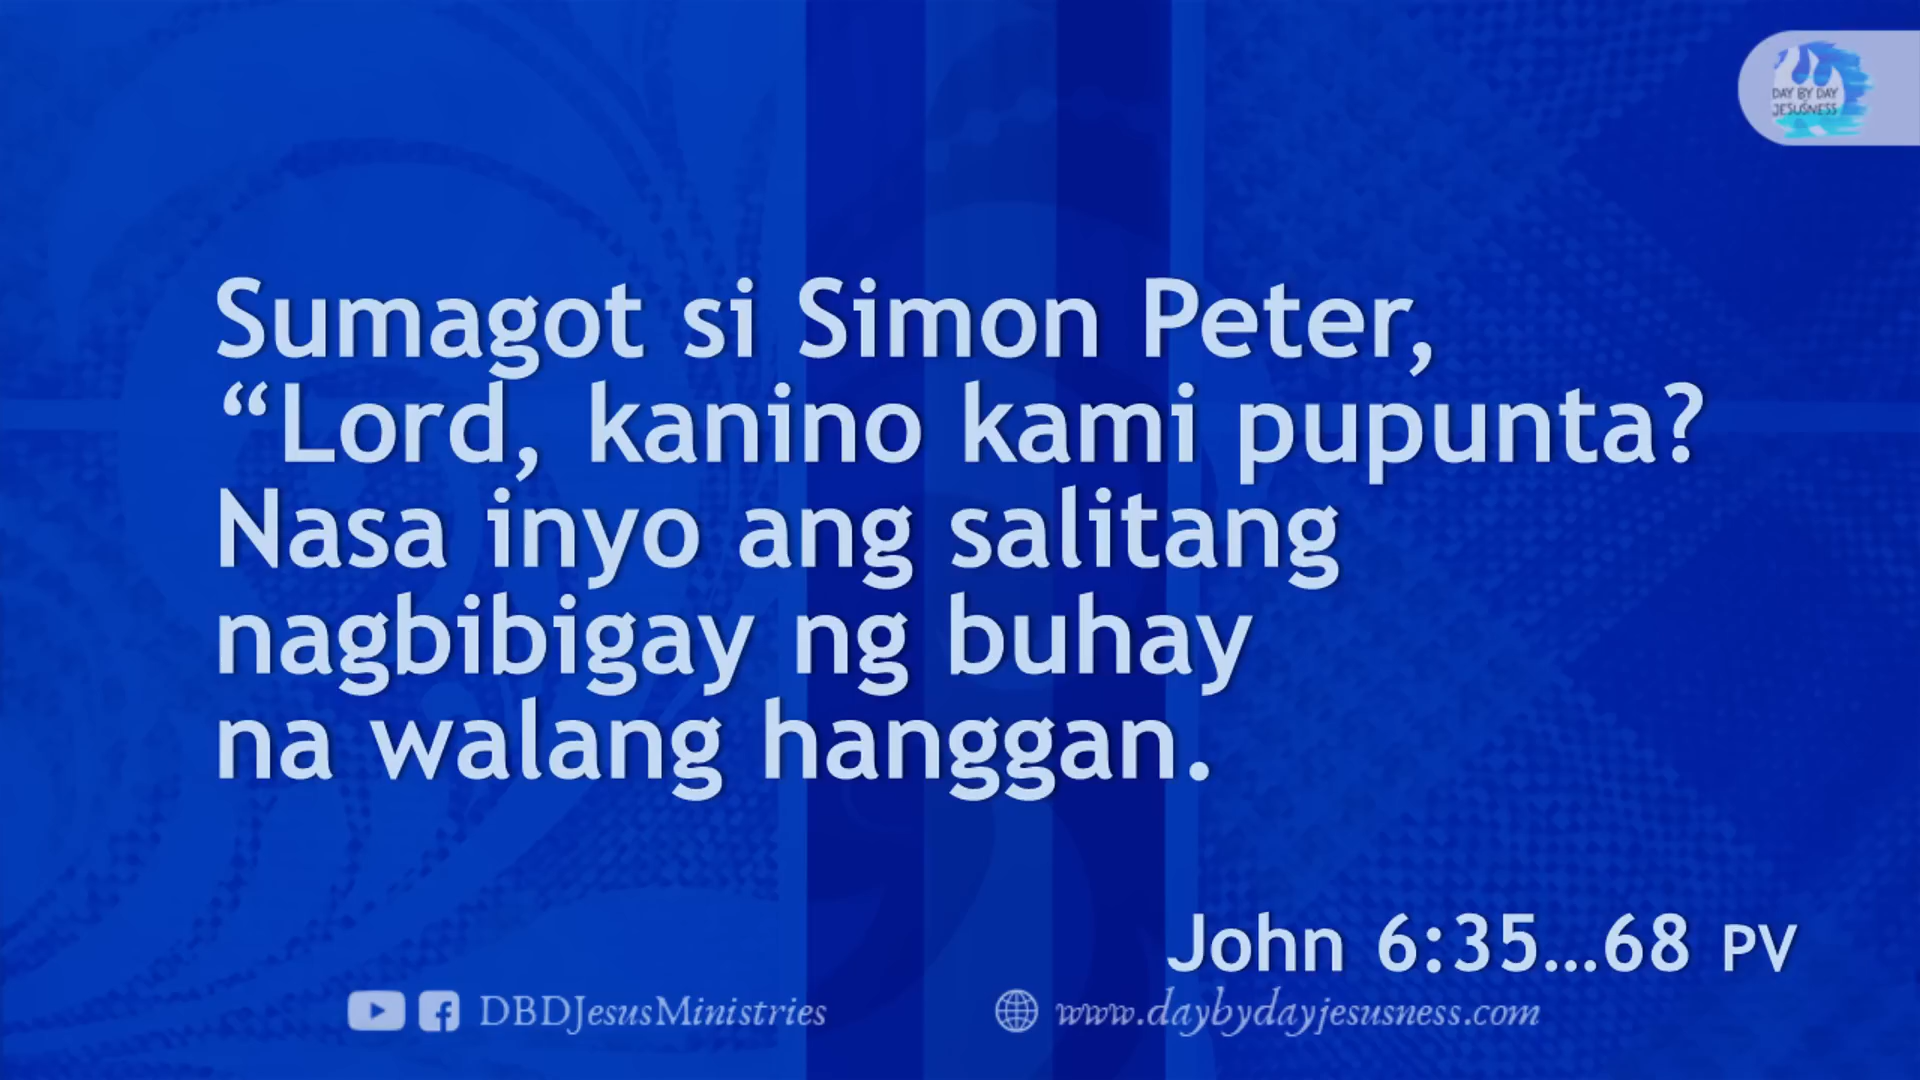 DAY BY DAY
JESUSNESS
Sumagot si Simon Peter,
“Lord, kanino kami pupunta?
Nasa inyo ang salitang
nagbibigay ng buhay
na walang hanggan.
John 6:35...68 PV
DBDJesusMinistries
www.daybydayjesusness.com